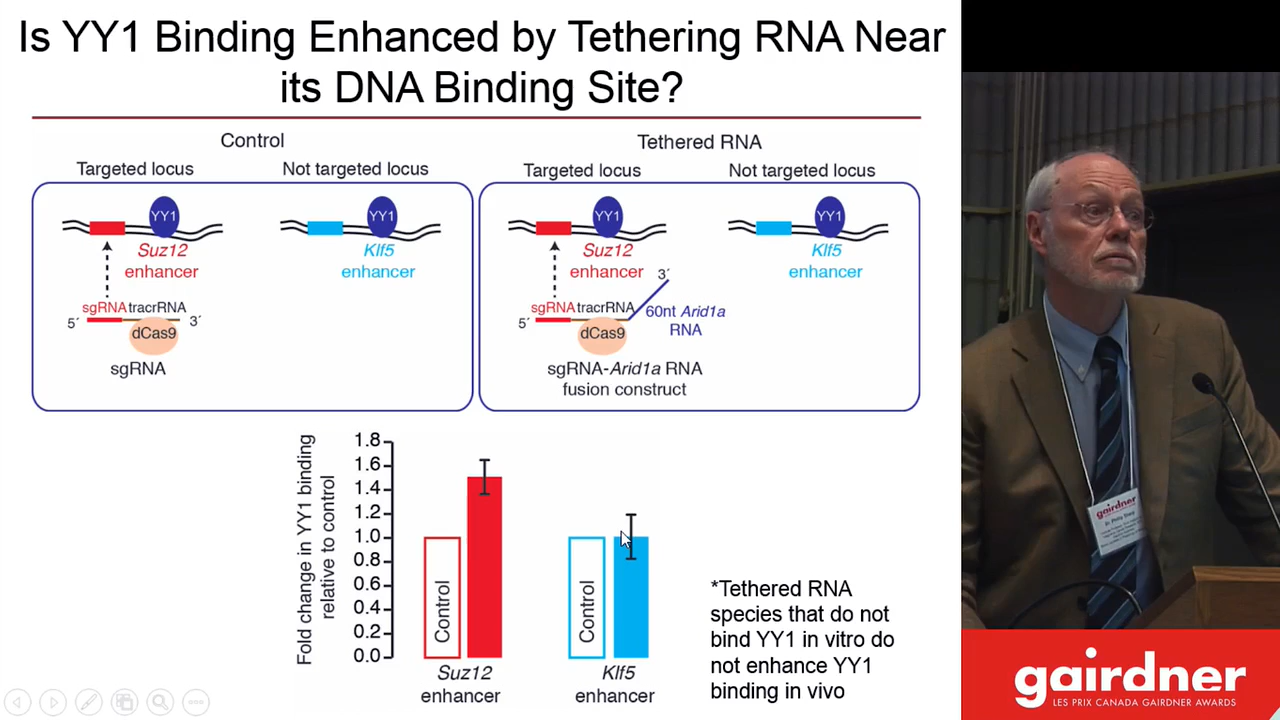 Is YY1 Binding Enhanced by Tethering RNA Near
its DNA Binding Site?
Control
Targeted locus
Not targeted locus
YY1
Suz12
enhancer
YY1
Klf5
enhancer
sgRNA tracrRNA
5´
3´
dCas9
sgRNA
Tethered RNA
Targeted locus
Not targeted locus
YY1
Suz12
enhancer
YY1
Klf5
enhancer
3´
sgRNA tracrRNA
5´
dCas9
60nt Arid1a
RNA
sgRNA-Arid1a RNA
fusion construct
Fold change in YY1 binding
relative to control
1.8
1.6
1.4
1.2
1.0
0.8
0.6
0.4
0.2
0.0
Control
Control
Suz12
enhancer
Klf5
enhancer
*Tethered RNA
species that do not
bind YY1 in vitro do
not enhance YY1
binding in vivo
gairdner
gairdner
LES PRIX CANADA GAIRDNER AWARDS